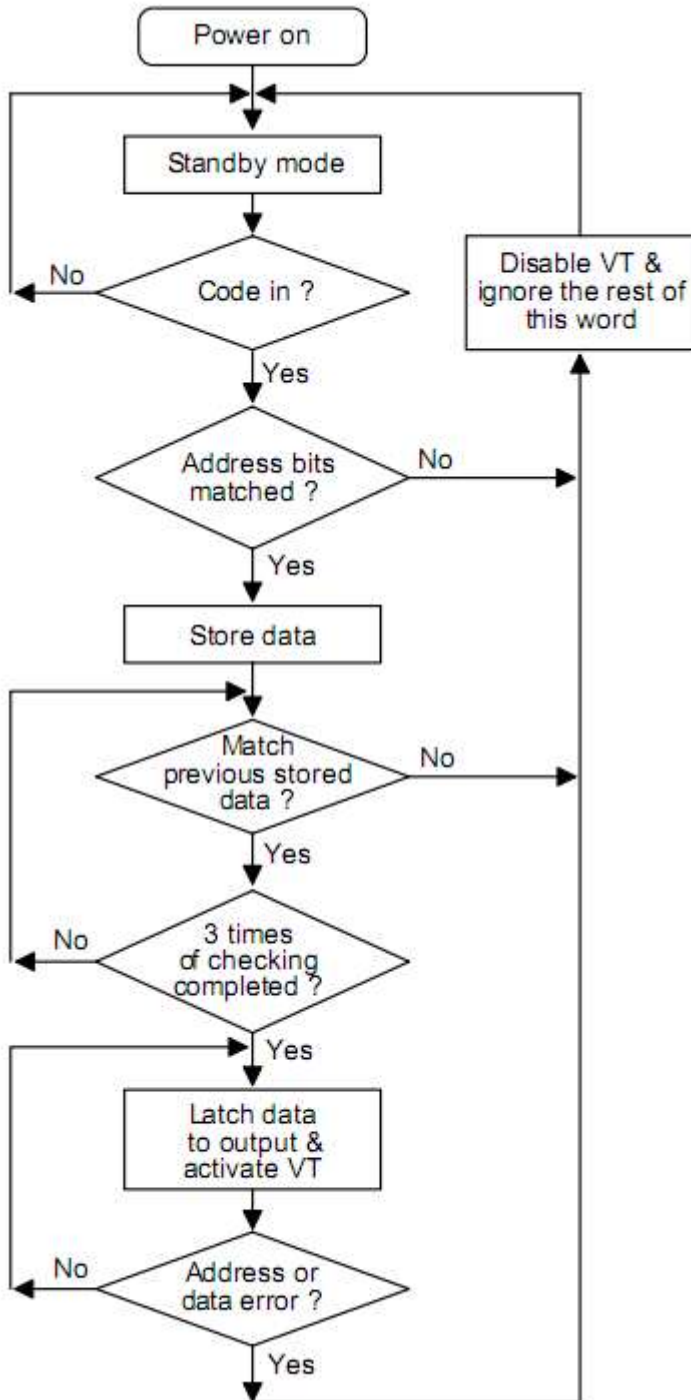 Power on
Standby mode
No
Code in ?
Disable VT &
ignore the rest of
this word
Yes
Address bits
matched ?
No
Yes
Store data
Match
previous stored
data ?
No
Yes
No
3 times
of checking
completed ?
Yes
Latch data
to output &
activate VT
No
Address or
data error ?
Yes